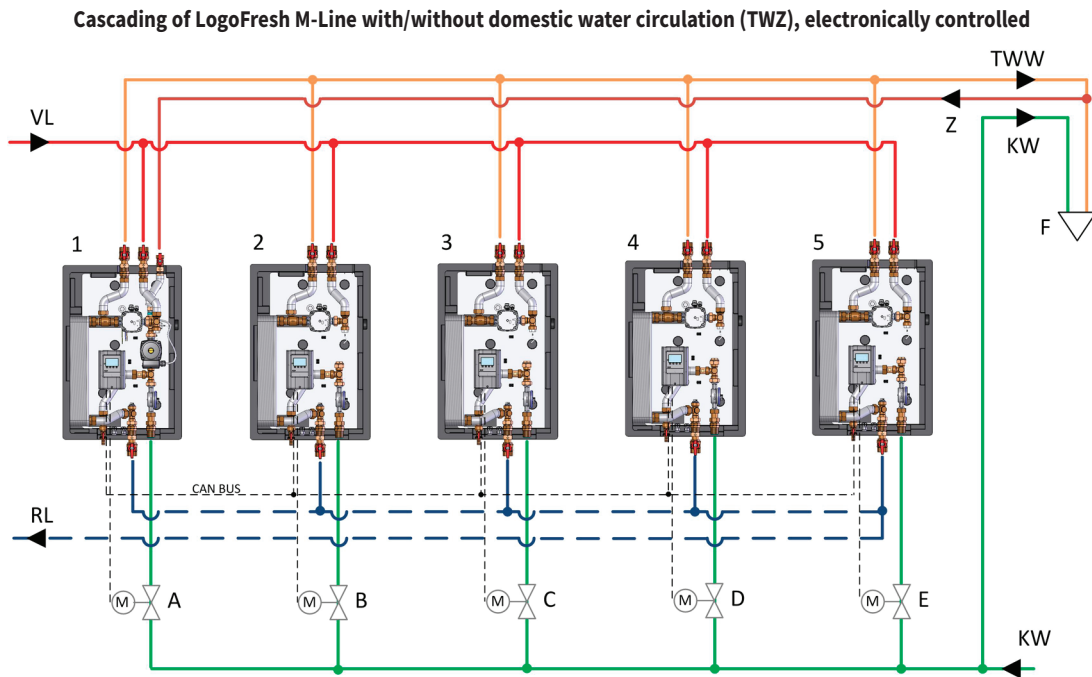 Cascading of LogoFresh M-Line with/without domestic water circulation (TWZ), electronically controlled
TWW
VL
Z
KW
F
1
2
3
4
5
CAN BUS
RL
M
A
M
B
M
C
M
D
M
E
KW